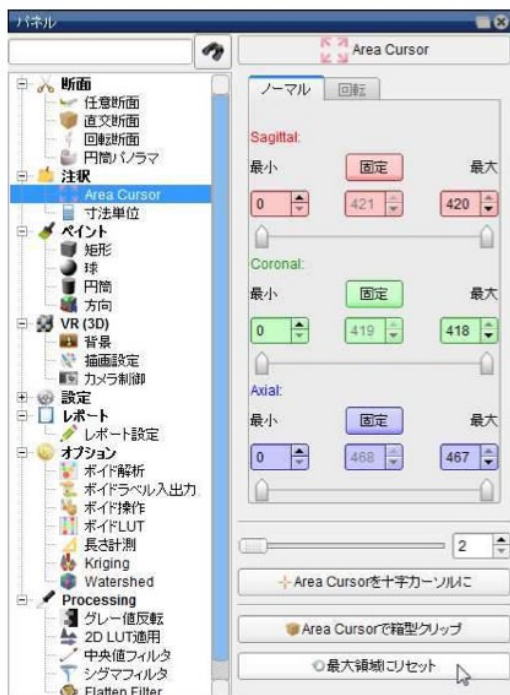 パネル
Area Cursor
断面
任意断面
直交断面
回転断面
円筒パノラマ
注釈
Area Cursor
寸法単位
ペイント
矩形
球
円筒
方向
VR (3D)
背景
描画設定
カメラ制御
設定
レポート
レポート設定
オプション
ボイド解析
ボイドラベル入出力
ボイド操作
ボイドLUT
長さ計測
Kriging
Watershed
Processing
グレー値反転
2D LUT適用
中央値フィルタ
シグマフィルタ
Flatten Filter
ノーマル 回転
Sagittal:
最小 固定 最大
0 421 420
Coronal:
最小 固定 最大
0 419 418
Axial:
最小 固定 最大
0 468 467
2
Area Cursorを十字カーソルに
Area Cursorで箱型クリップ
最大領域にリセット